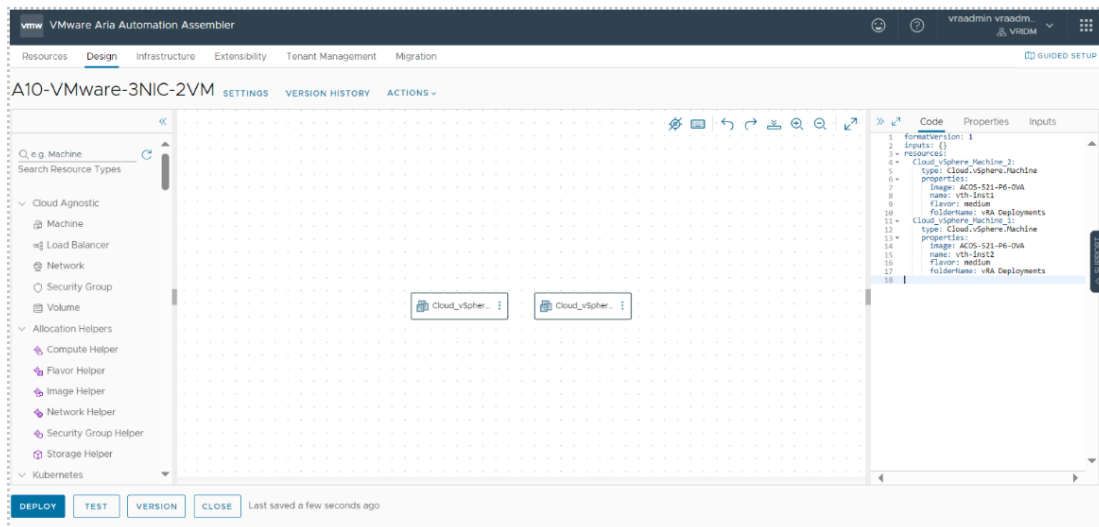 vmw VMware Aria Automation Assembler
vraadmin vraadm...
VRIDM
Resources Design Infrastructure Extensibility Tenant Management Migration
GUIDED SETUP
A10-VMware-3NIC-2VM SETTINGS VERSION HISTORY ACTIONS
e.g. Machine
Search Resource Types
Cloud Agnostic
Machine
Load Balancer
Network
Security Group
Volume
Allocation Helpers
Compute Helper
Flavor Helper
Image Helper
Network Helper
Security Group Helper
Storage Helper
Kubernetes
Cloud_vSpher... Cloud_vSpher...
Code Properties Inputs
1 formatVersion: 1
2 inputs: {}
3 resources:
4 Cloud_vSphere_Machine_2:
5 type: Cloud.vSphere.Machine
6 properties:
7 image: ACOS-521-P6-OVA
8 name: vth-inst1
9 flavor: medium
10 folderName: vRA Deployments
11 Cloud_vSphere_Machine_1:
12 type: Cloud.vSphere.Machine
13 properties:
14 image: ACOS-521-P6-OVA
15 name: vth-inst2
16 flavor: medium
17 folderName: vRA Deployments
18
SUPPORT
DEPLOY TEST VERSION CLOSE Last saved a few seconds ago